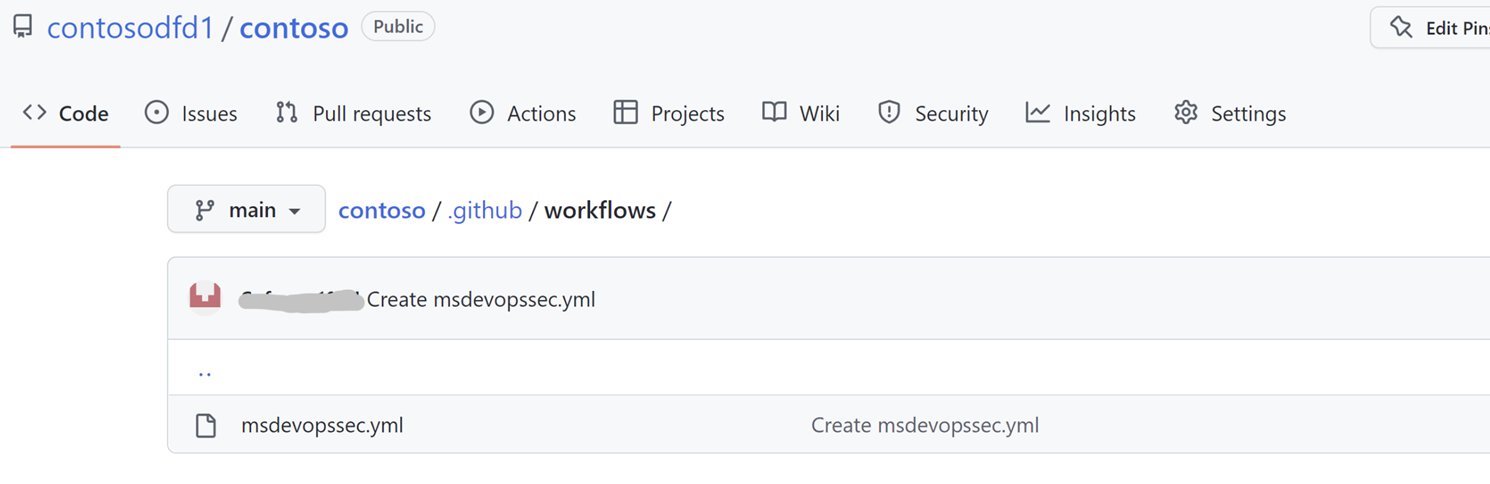 contosodfd1 / contoso Public Edit Pin
Code Issues Pull requests Actions Projects Wiki Security Insights Settings
main contoso / .github / workflows /
Create msdevopssec.yml
..
msdevopssec.yml Create msdevopssec.yml